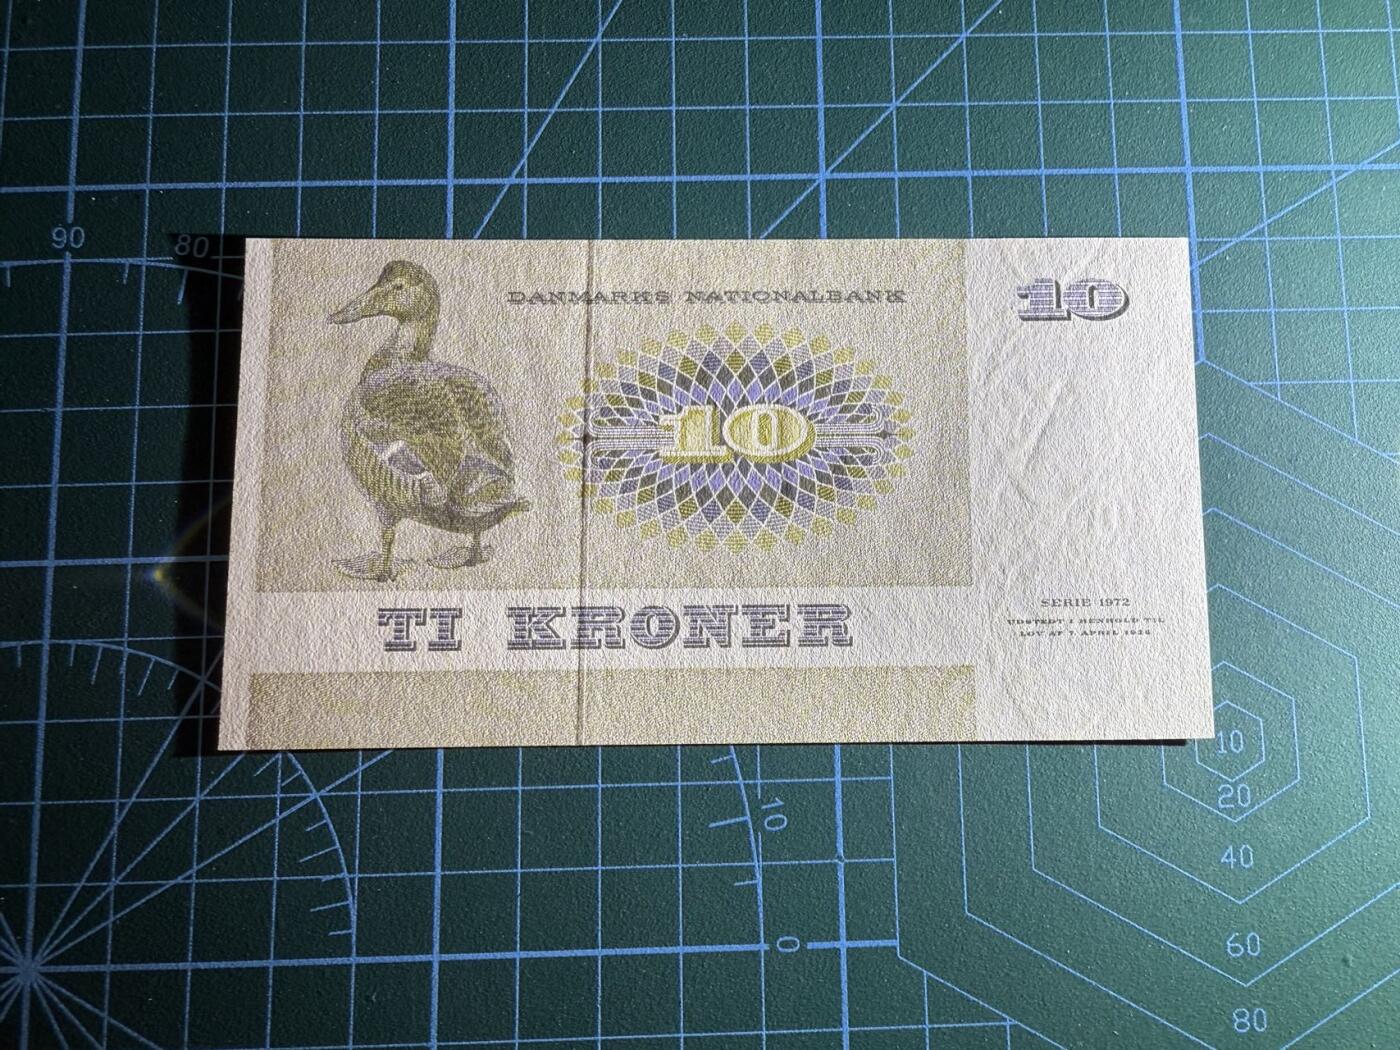 90
80
DANMARKS NATIONALBANK
10
10
TI KRONER
SERIE 1972
UDSTEDT I HENHOLD TIL
LOV AF 7. APRIL 1936
10
20
10
40
0
60
80